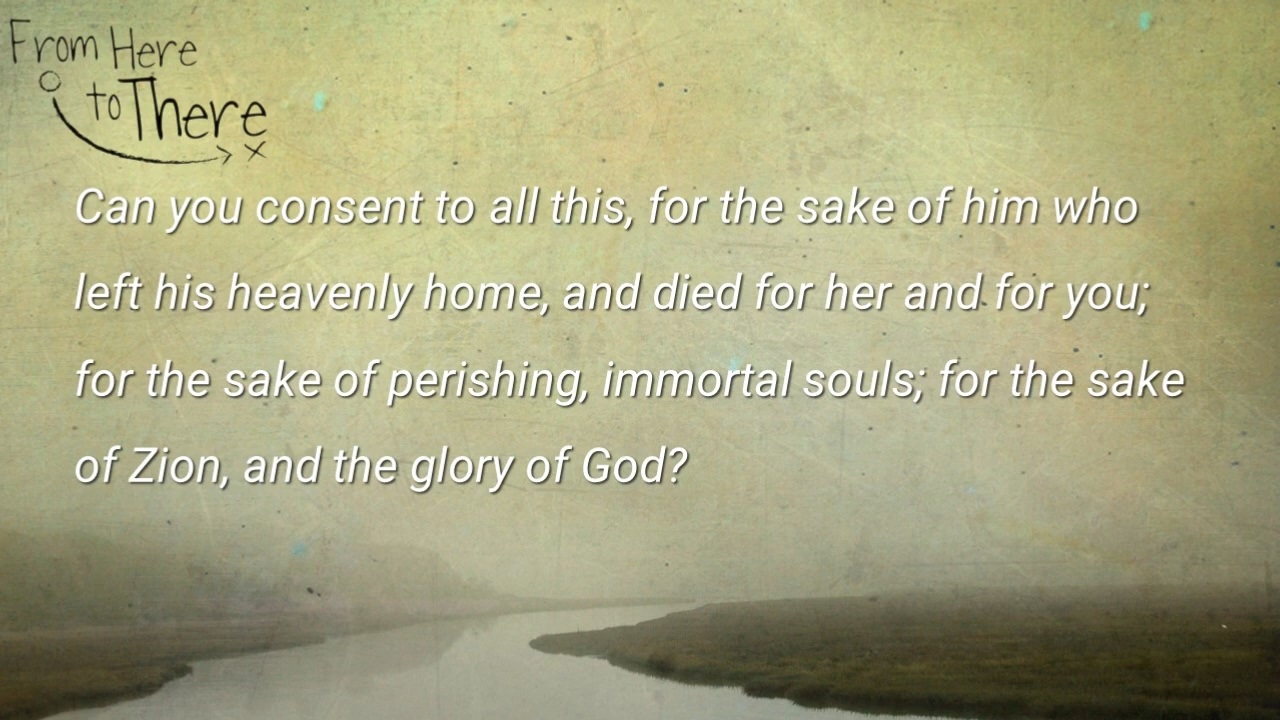 From Here
to There
x
Can you consent to all this, for the sake of him who
left his heavenly home, and died for her and for you;
for the sake of perishing, immortal souls; for the sake
of Zion, and the glory of God?